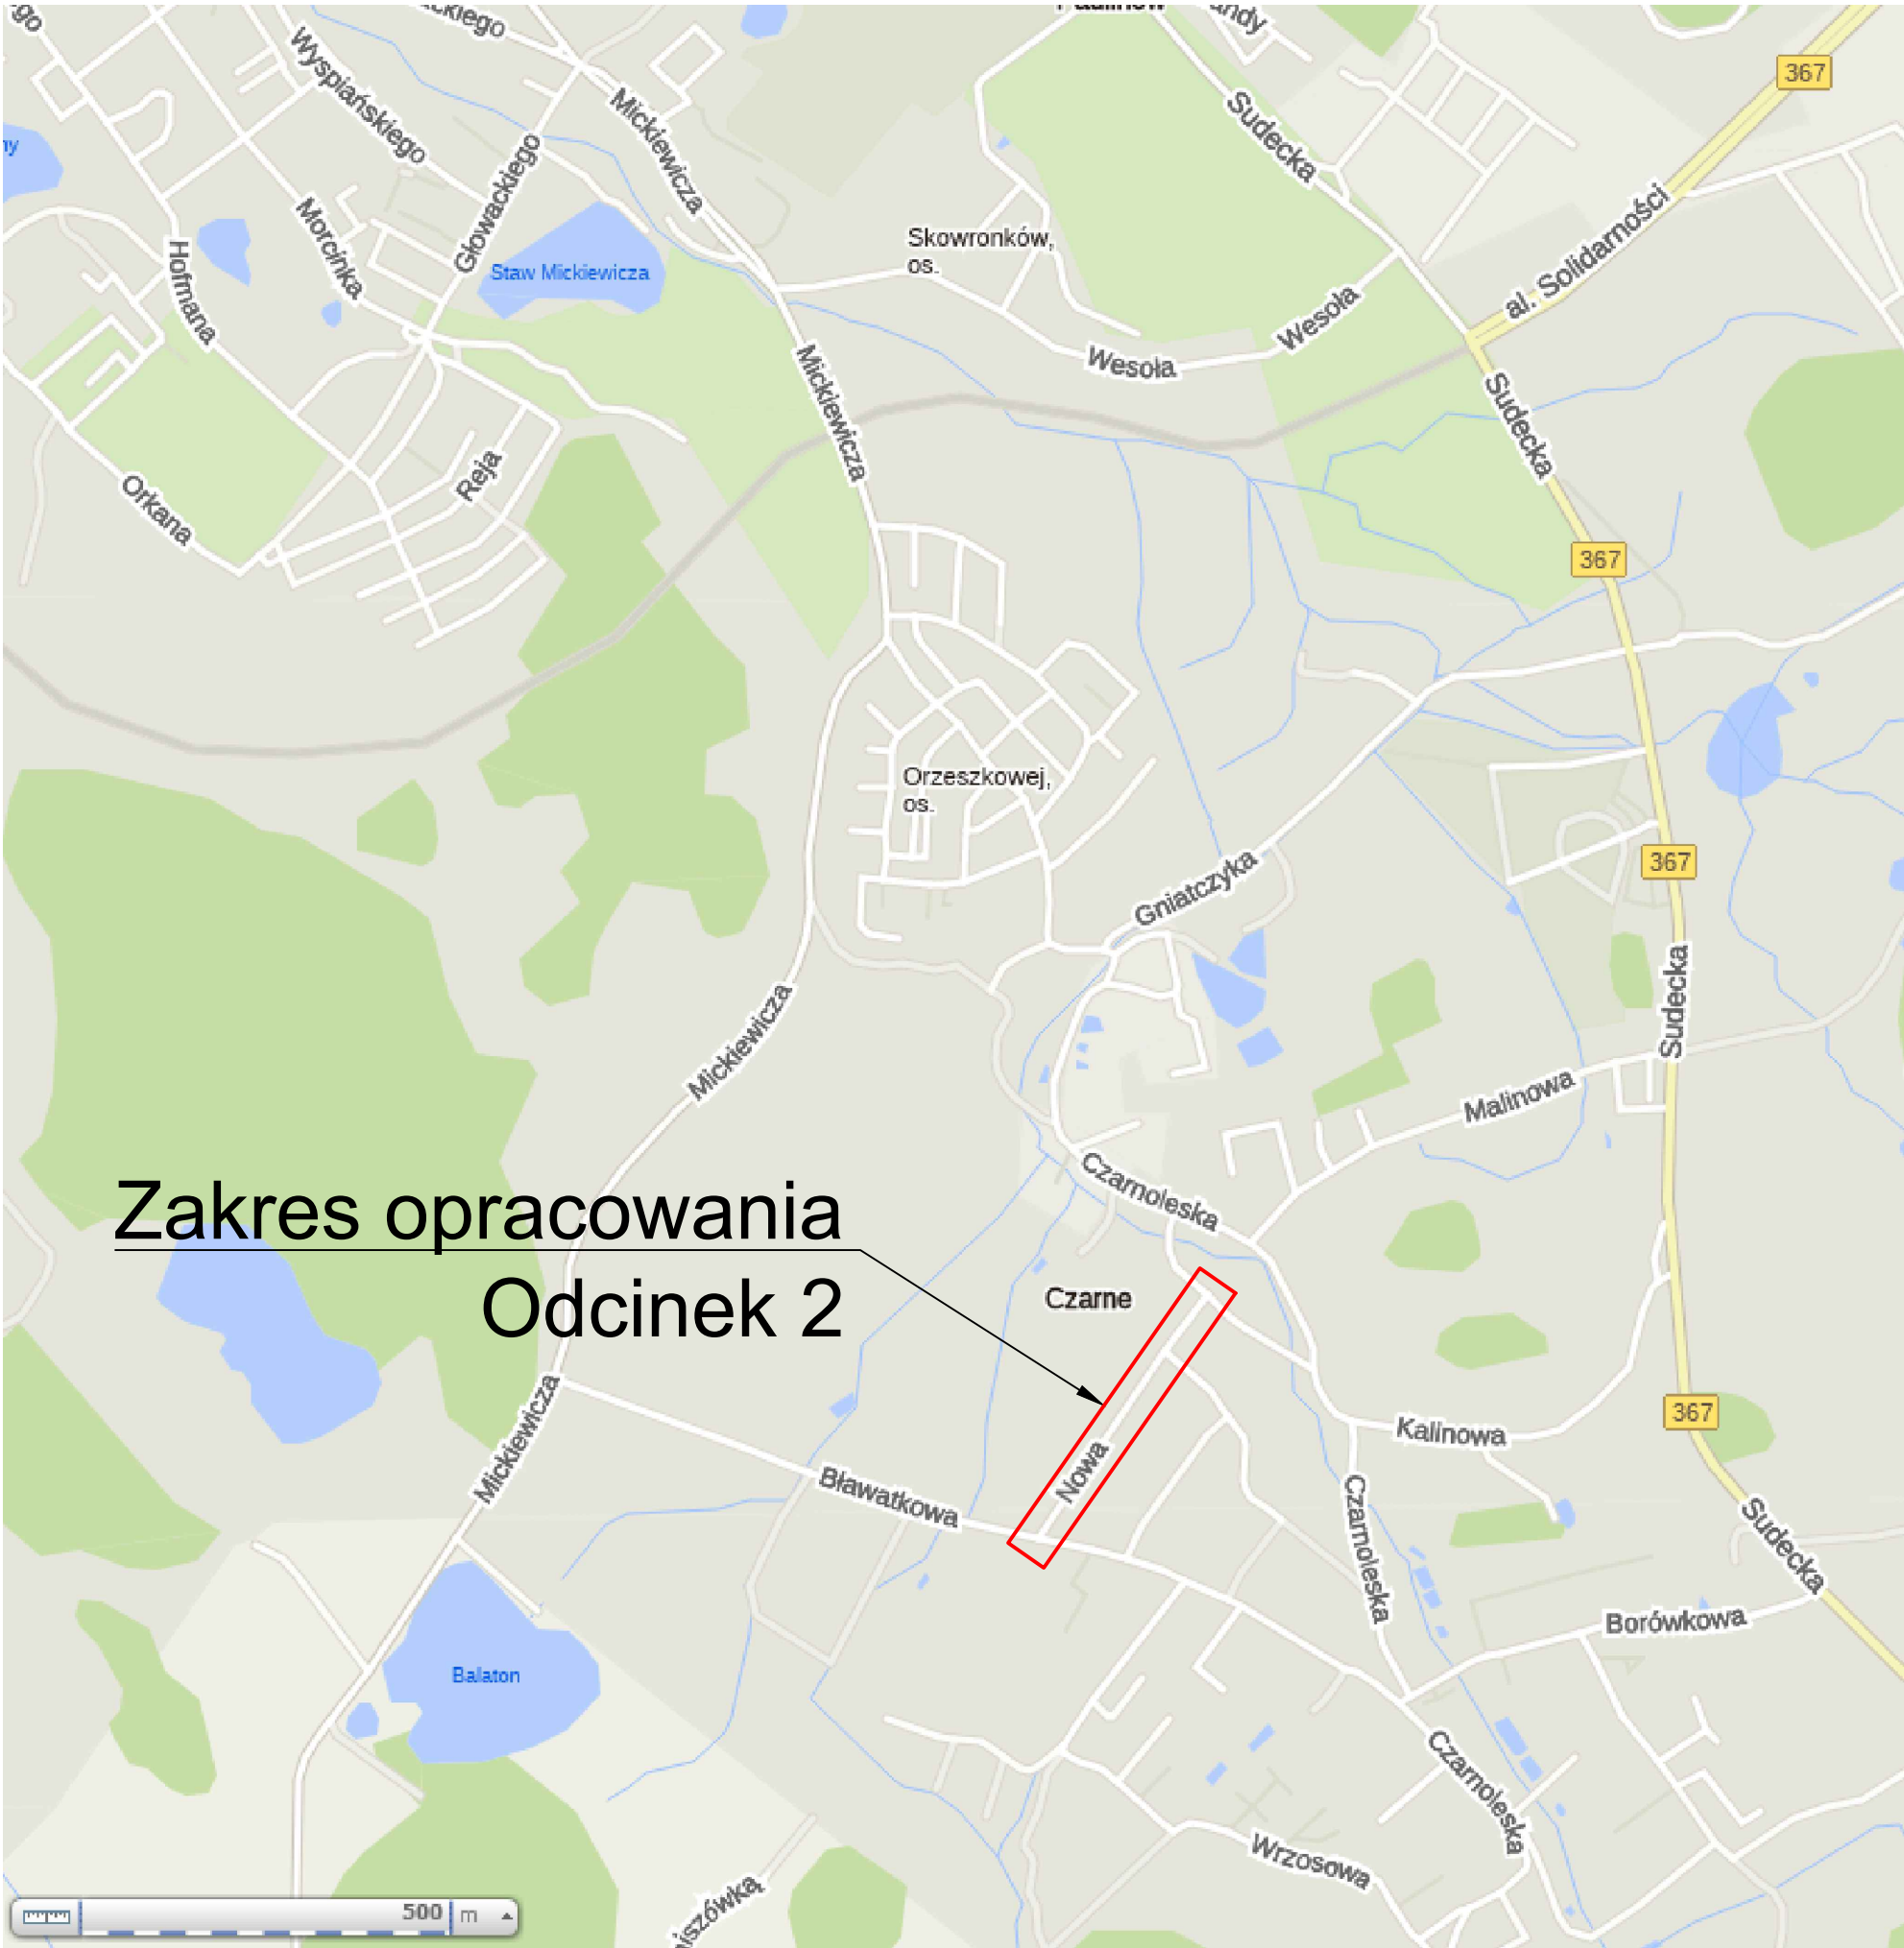 Wyspiańskiego
Mickiewicza
Głowackiego
Morcinka
Hofmana
Staw Mickiewicza
Skowronków,
os.
Sudecka
367
al. Solidarności
Wesoła
Wesoła
Mickiewicza
Sudecka
Reja
Orkana
367
Orzeszkowej,
os.
367
Gniatczyka
Sudecka
Mickiewicza
Malinowa
Czarnoleska
Zakres opracowania
Odcinek 2
Czarne
Mickiewicza
367
Kalinowa
Nowa
Bławatkowa
Czarnoleska
Sudecka
Borówkowa
Balaton
Czarnoleska
Wrzosowa
500 m